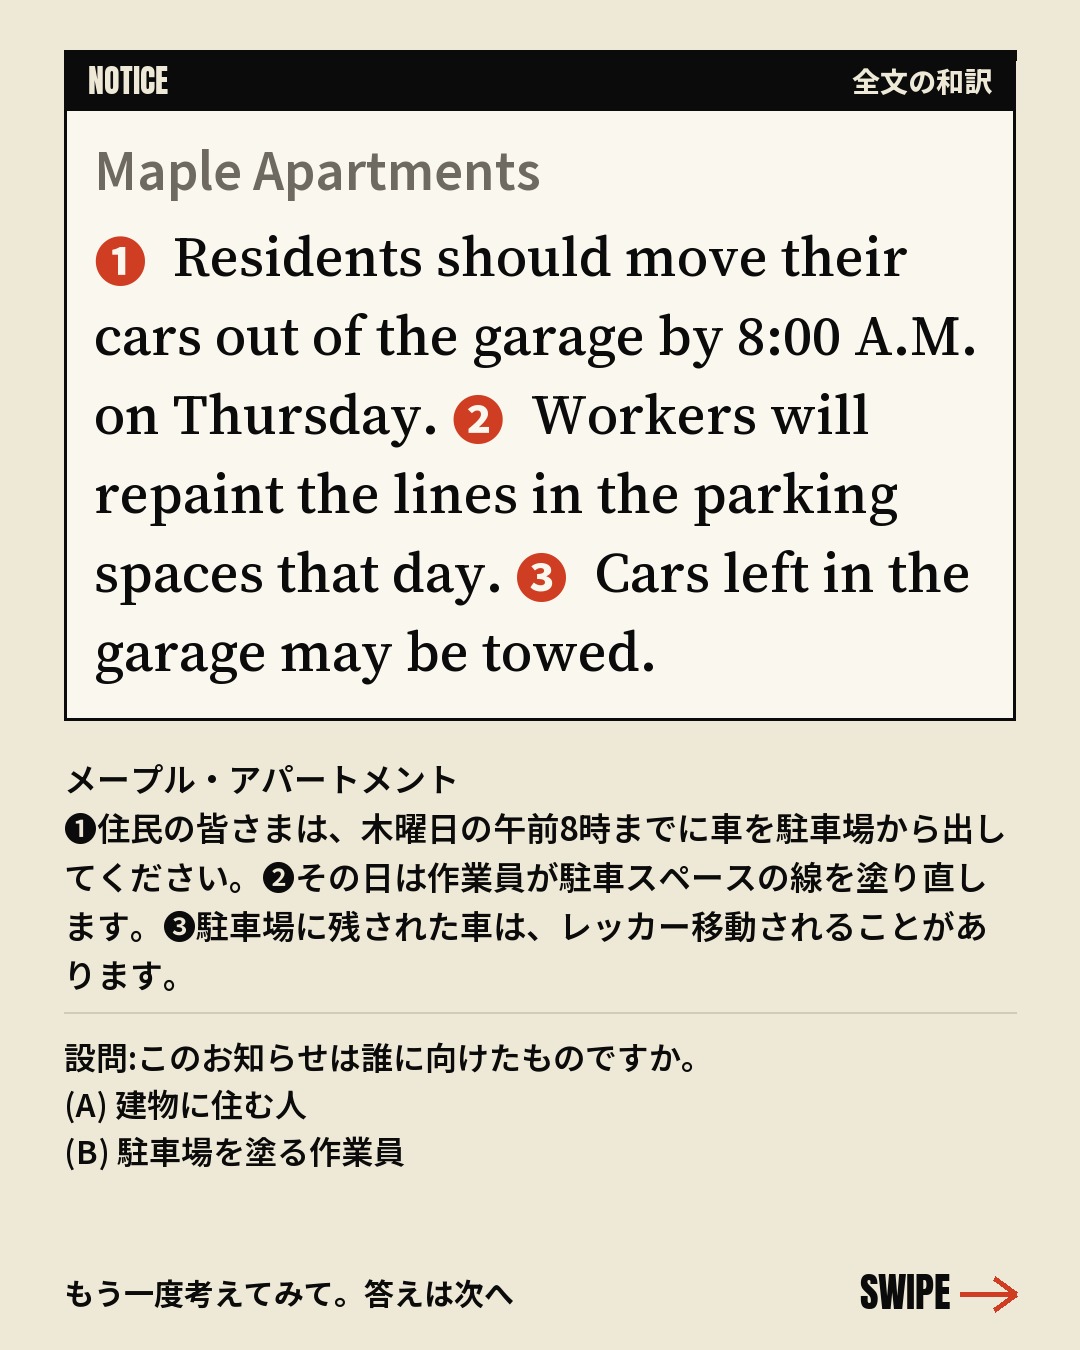 NOTICE 全文の和訳
Maple Apartments
❶ Residents should move their
cars out of the garage by 8:00 A.M.
on Thursday. ❷ Workers will
repaint the lines in the parking
spaces that day. ❸ Cars left in the
garage may be towed.
メープル・アパートメント
❶住民の皆さまは、木曜日の午前8時までに車を駐車場から出し
てください。❷その日は作業員が駐車スペースの線を塗り直し
ます。❸駐車場に残された車は、レッカー移動されることがあ
ります。
設問:このお知らせは誰に向けたものですか。
(A) 建物に住む人
(B) 駐車場を塗る作業員
もう一度考えてみて。答えは次へ SWIPE